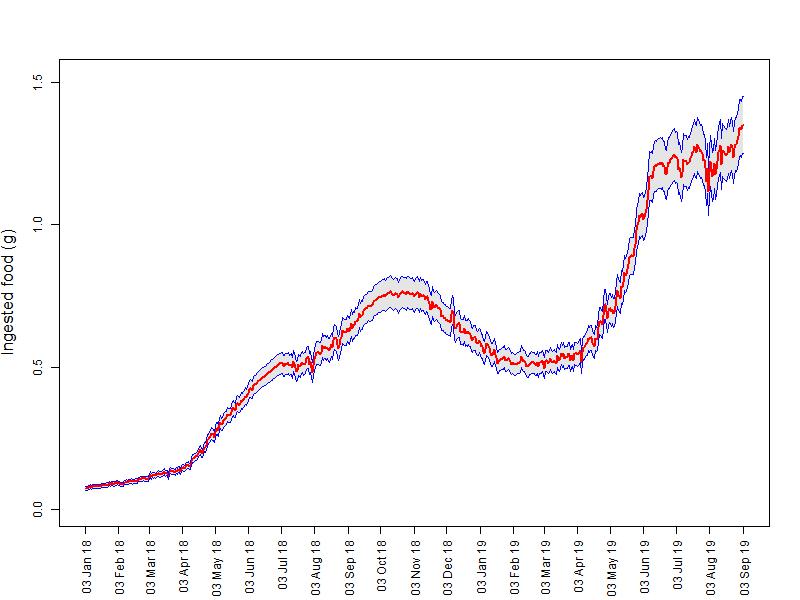 1.5
1.0
0.5
0.0
Ingested food (g)
03 Jan 18
03 Feb 18
03 Mar 18
03 Apr 18
03 May 18
03 Jun 18
03 Jul 18
03 Aug 18
03 Sep 18
03 Oct 18
03 Nov 18
03 Dec 18
03 Jan 19
03 Feb 19
03 Mar 19
03 Apr 19
03 May 19
03 Jun 19
03 Jul 19
03 Aug 19
03 Sep 19